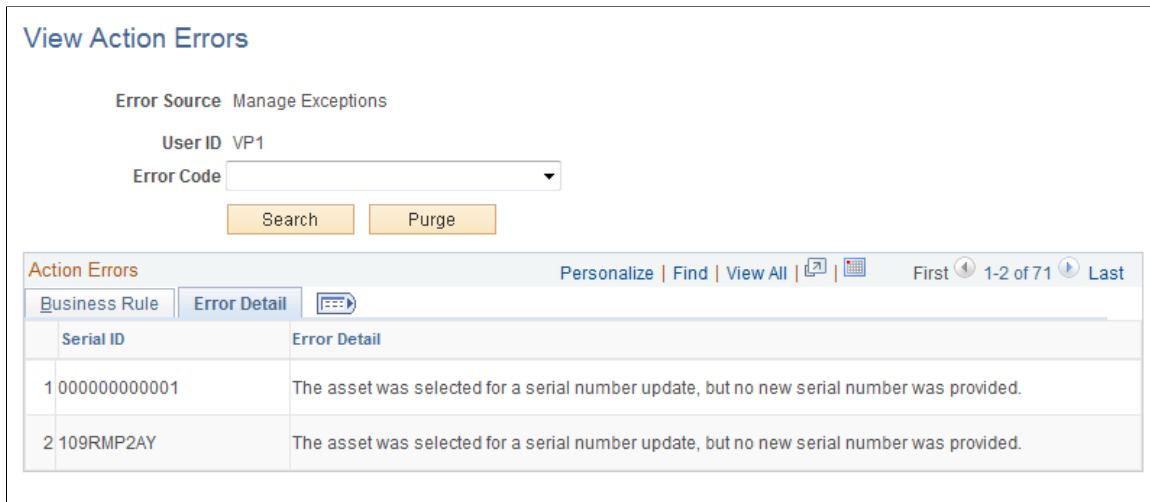 View Action Errors
Error Source Manage Exceptions
User ID VP1
Error Code
Search Purge
Action Errors Personalize | Find | View All | | First 1-2 of 71 Last
Business Rule Error Detail
Serial ID Error Detail
1 000000000001 The asset was selected for a serial number update, but no new serial number was provided.
2 109RMP2AY The asset was selected for a serial number update, but no new serial number was provided.